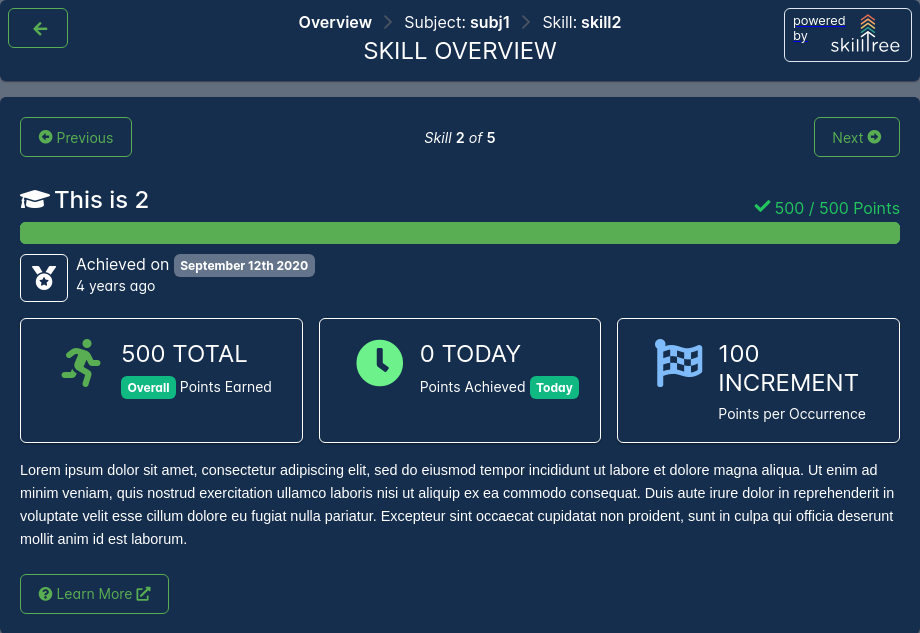 Overview > Subject: subj1 > Skill: skill2
SKILL OVERVIEW
powered
by
skilltree
Previous
Skill 2 of 5
Next
This is 2
500 / 500 Points
Achieved on September 12th 2020
4 years ago
500 TOTAL
Overall Points Earned
0 TODAY
Points Achieved Today
100
INCREMENT
Points per Occurrence
Lorem ipsum dolor sit amet, consectetur adipiscing elit, sed do eiusmod tempor incididunt ut labore et dolore magna aliqua. Ut enim ad
minim veniam, quis nostrud exercitation ullamco laboris nisi ut aliquip ex ea commodo consequat. Duis aute irure dolor in reprehenderit in
voluptate velit esse cillum dolore eu fugiat nulla pariatur. Excepteur sint occaecat cupidatat non proident, sunt in culpa qui officia deserunt
mollit anim id est laborum.
Learn More